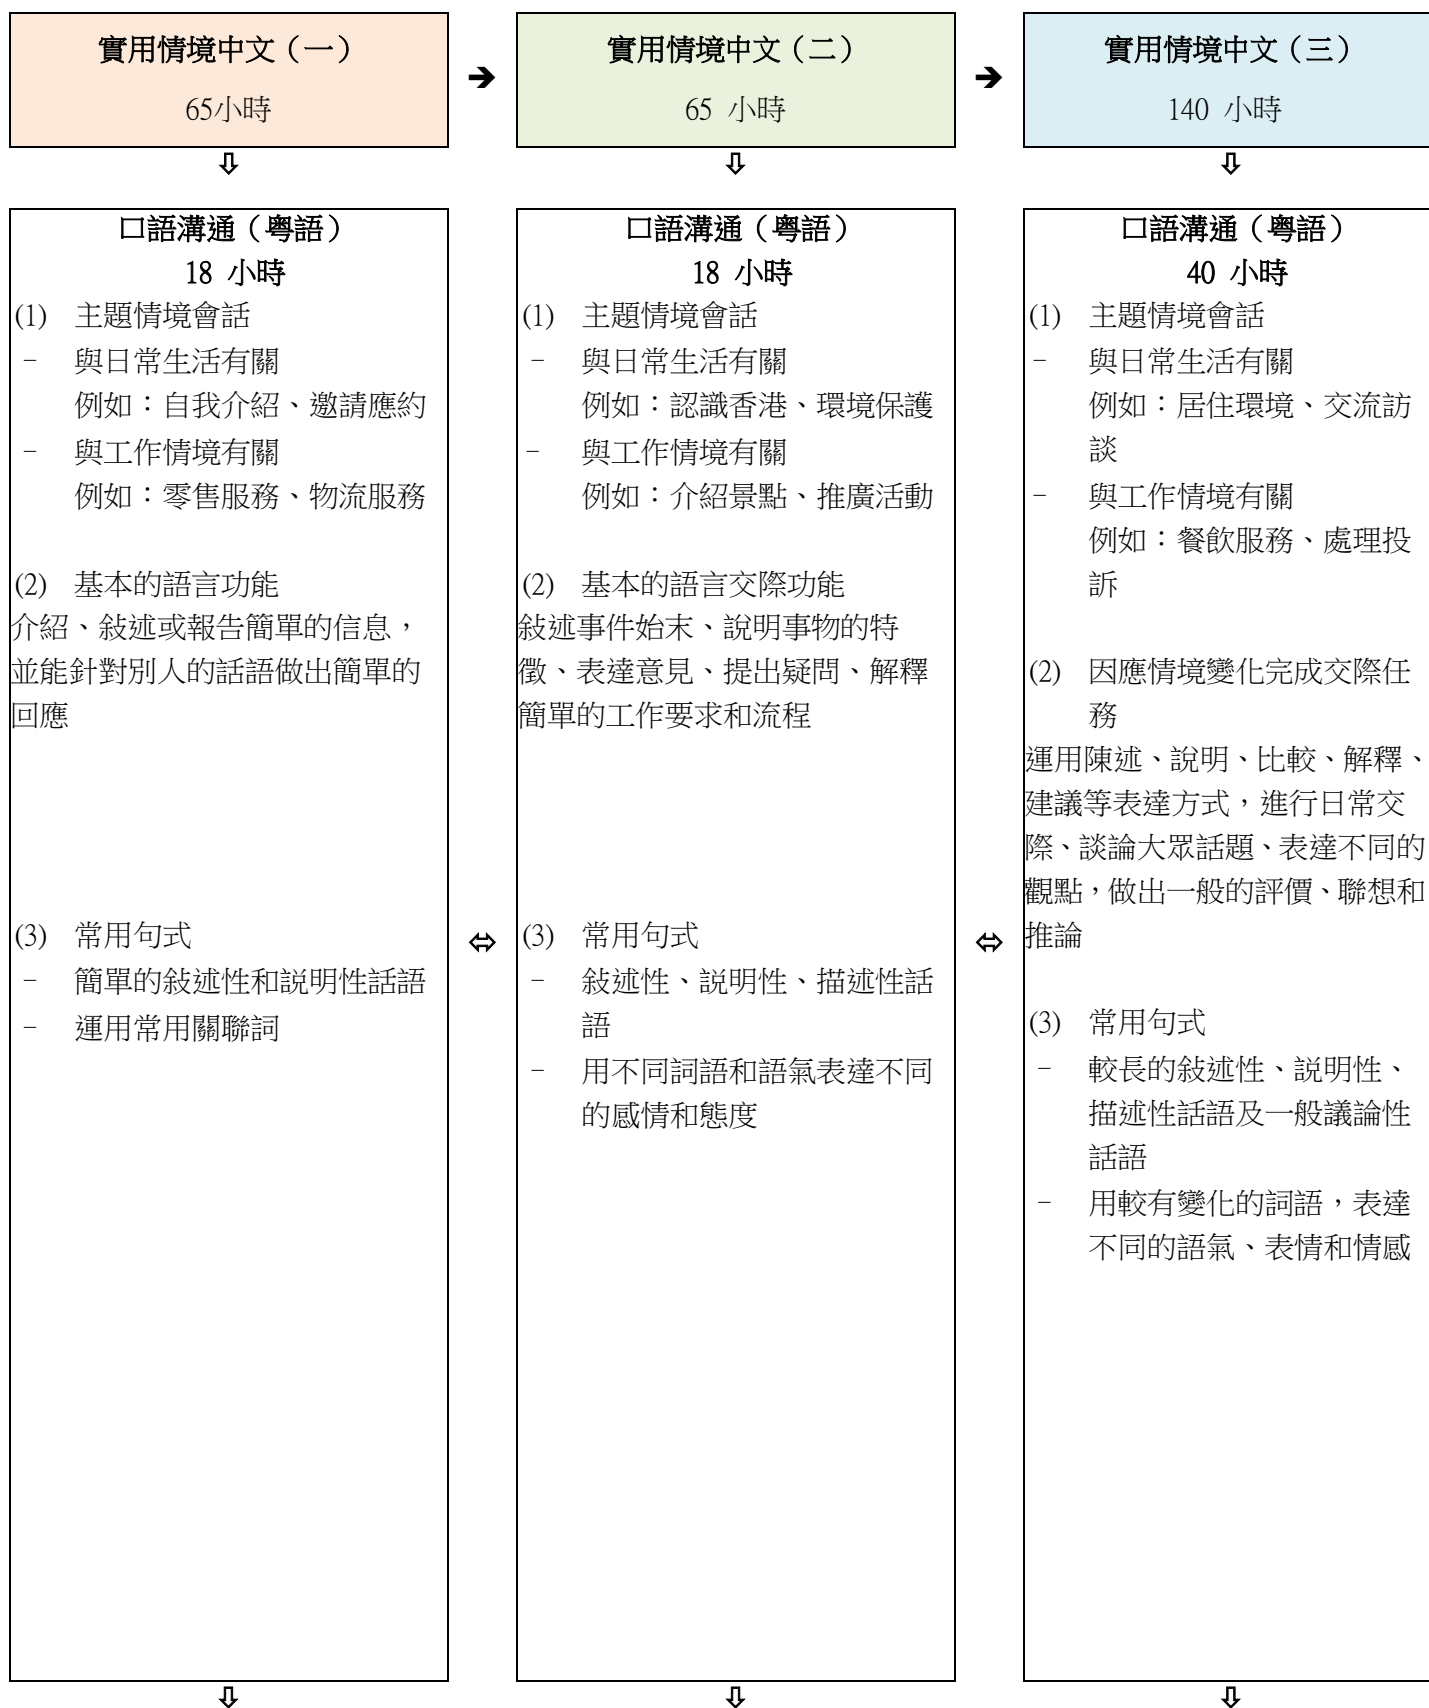 實用情境中文（一）
65小時
➔
實用情境中文（二）
65 小時
➔
實用情境中文（三）
140 小時
⇩
⇩
⇩
口語溝通（粵語）
18 小時
(1) 主題情境會話
- 與日常生活有關
例如：自我介紹、邀請應約
- 與工作情境有關
例如：零售服務、物流服務
(2) 基本的語言功能
介紹、敍述或報告簡單的信息，
並能針對別人的話語做出簡單的
回應
(3) 常用句式
- 簡單的敍述性和説明性話語
- 運用常用關聯詞
⬄
口語溝通（粵語）
18 小時
(1) 主題情境會話
- 與日常生活有關
例如：認識香港、環境保護
- 與工作情境有關
例如：介紹景點、推廣活動
(2) 基本的語言交際功能
敍述事件始末、說明事物的特
徵、表達意見、提出疑問、解釋
簡單的工作要求和流程
(3) 常用句式
- 敍述性、説明性、描述性話
語
- 用不同詞語和語氣表達不同
的感情和態度
⬄
口語溝通（粵語）
40 小時
(1) 主題情境會話
- 與日常生活有關
例如：居住環境、交流訪
談
- 與工作情境有關
例如：餐飲服務、處理投
訴
(2) 因應情境變化完成交際任
務
運用陳述、說明、比較、解釋、
建議等表達方式，進行日常交
際、談論大眾話題、表達不同的
觀點，做出一般的評價、聯想和
推論
(3) 常用句式
- 較長的敍述性、説明性、
描述性話語及一般議論性
話語
- 用較有變化的詞語，表達
不同的語氣、表情和情感
⇩
⇩
⇩